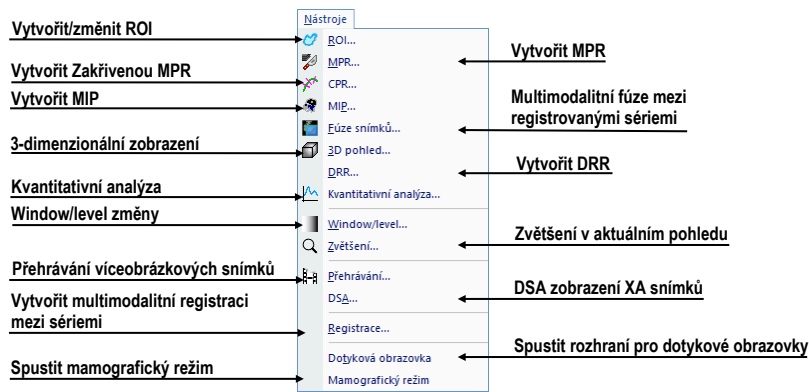 Nástroje
Vytvořit/změnit ROI
ROI...
Vytvořit MPR
MPR...
Vytvořit Zakřivenou MPR
CPR...
Vytvořit MIP
MIP...
Multimodalitní fúze mezi
registrovanými sériemi
Fúze snímků...
3-dimenzionální zobrazení
3D pohled...
Vytvořit DRR
DRR...
Kvantitativní analýza
Kvantitativní analýza...
Window/level změny
Window/level...
Zvětšení v aktuálním pohledu
Zvětšení...
Přehrávání víceobrázkových snímků
Přehrávání...
DSA zobrazení XA snímků
DSA...
Vytvořit multimodalitní registraci
mezi sériemi
Registrace...
Spustit rozhraní pro dotykové obrazovky
Dotyková obrazovka
Spustit mamografický režim
Mamografický režim